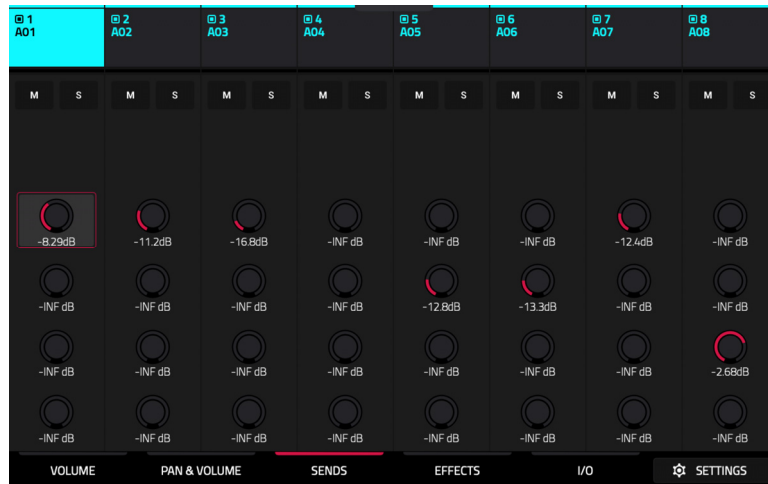 1 2 3 4 5 6 7 8
A01 A02 A03 A04 A05 A06 A07 A08
M S M S M S M S M S M S M S M S
-8.29dB -11.2dB -16.8dB -INF dB -INF dB -INF dB -12.4dB -INF dB
-INF dB -INF dB -INF dB -INF dB -12.8dB -13.3dB -INF dB -INF dB
-INF dB -INF dB -INF dB -INF dB -INF dB -INF dB -INF dB -2.68dB
-INF dB -INF dB -INF dB -INF dB -INF dB -INF dB -INF dB -INF dB
VOLUME PAN & VOLUME SENDS EFFECTS I/O SETTINGS